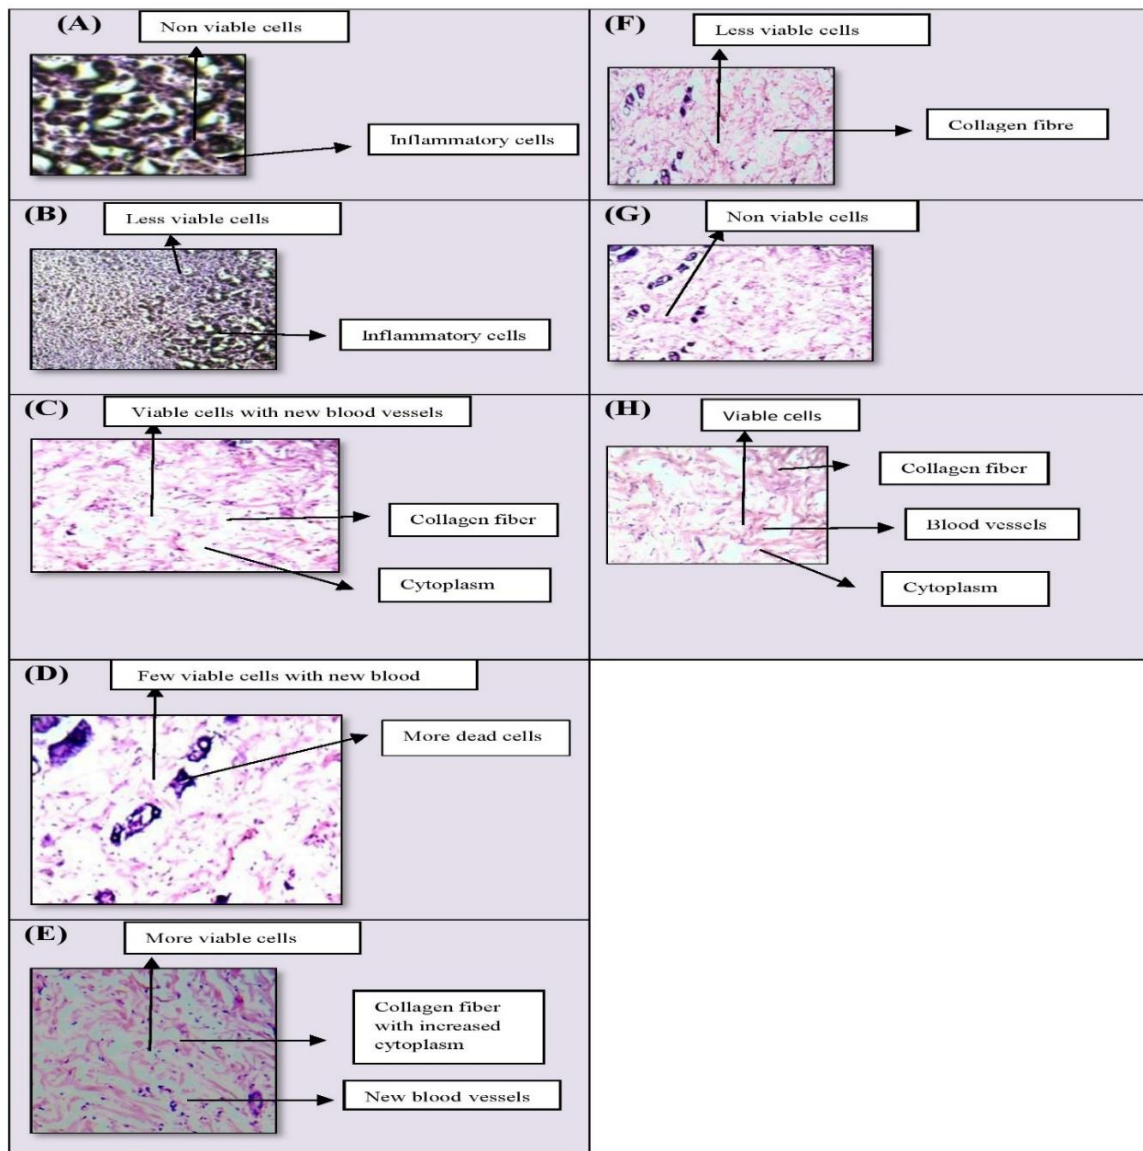 (A)
Non viable cells
Inflammatory cells
(B)
Less viable cells
Inflammatory cells
(C)
Viable cells with new blood vessels
Collagen fiber
Cytoplasm
(D)
Few viable cells with new blood
More dead cells
(E)
More viable cells
Collagen fiber
with increased
cytoplasm
New blood vessels
(F)
Less viable cells
Collagen fibre
(G)
Non viable cells
(H)
Viable cells
Collagen fiber
Blood vessels
Cytoplasm